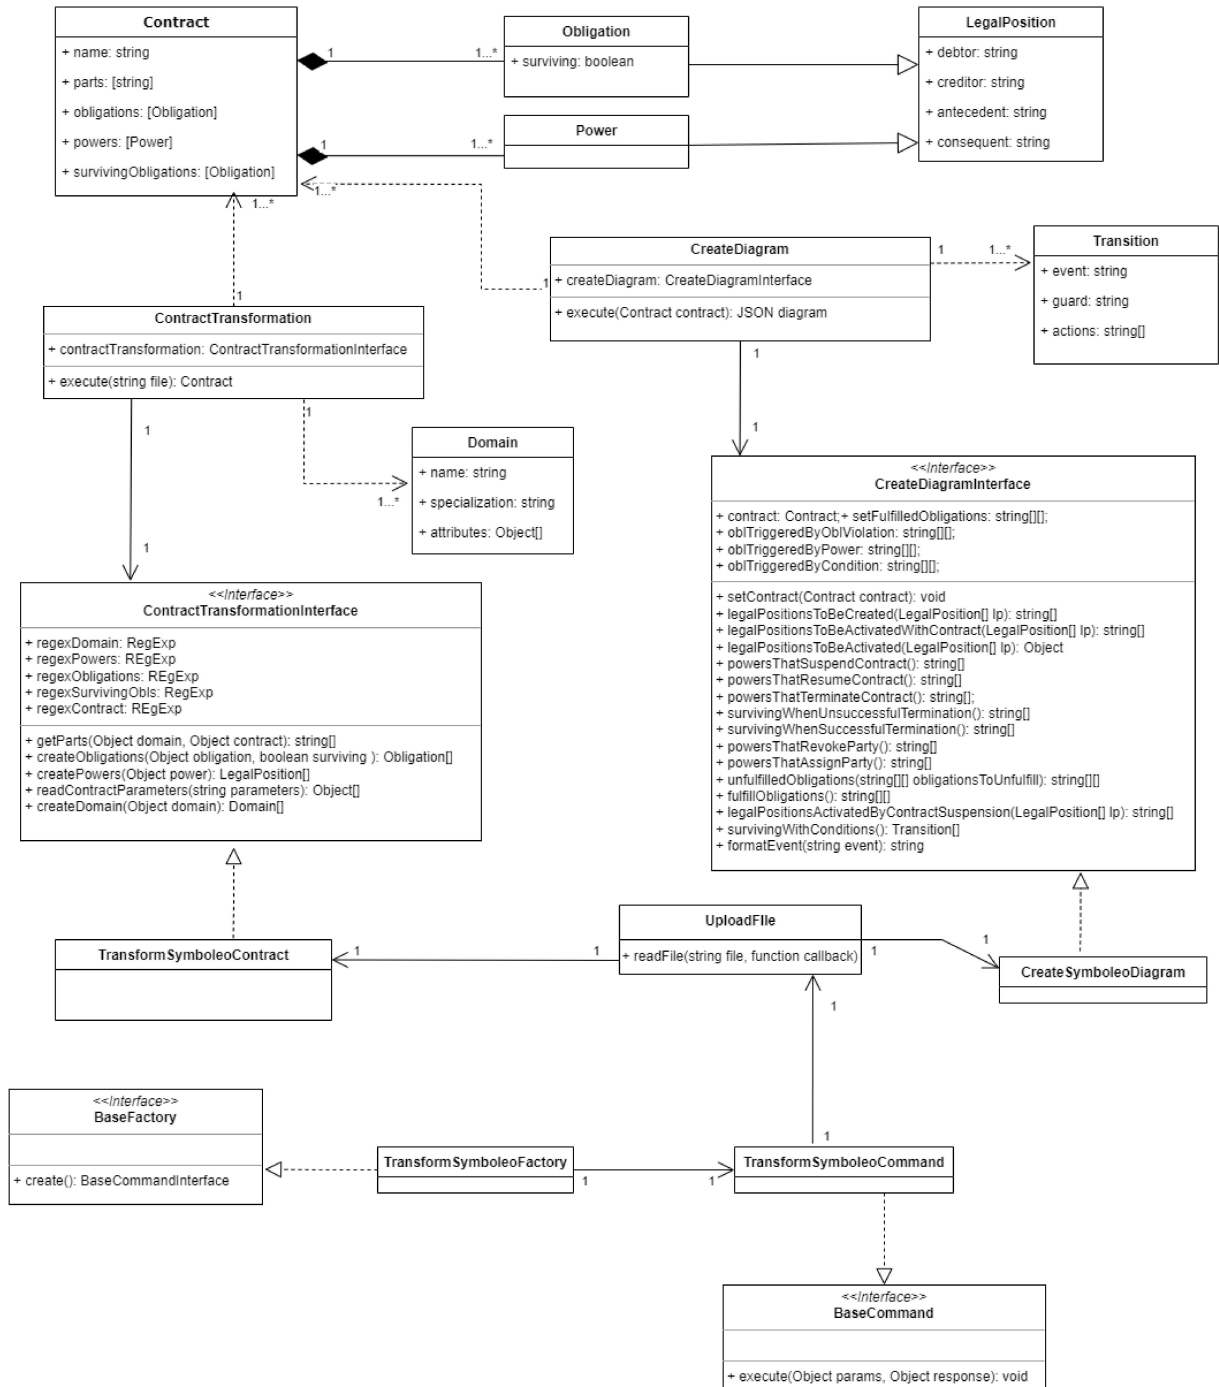 Contract
+ name: string
+ parts: [string]
+ obligations: [Obligation]
+ powers: [Power]
+ survivingObligations: [Obligation]
1
1...*
Obligation
+ surviving: boolean
1
1...*
Power
LegalPosition
+ debtor: string
+ creditor: string
+ antecedent: string
+ consequent: string
1...*
1...*
1
1
CreateDiagram
+ createDiagram: CreateDiagramInterface
+ execute(Contract contract): JSON diagram
1
1...*
Transition
+ event: string
+ guard: string
+ actions: string[]
ContractTransformation
+ contractTransformation: ContractTransformationInterface
+ execute(string file): Contract
1
1
1
1...*
Domain
+ name: string
+ specialization: string
+ attributes: Object[]
1
1
<<Interface>>
ContractTransformationInterface
+ regexDomain: RegExp
+ regexPowers: REgExp
+ regexObligations: REgExp
+ regexSurvivingObls: RegExp
+ regexContract: REgExp
+ getParts(Object domain, Object contract): string[]
+ createObligations(Object obligation, boolean surviving ): Obligation[]
+ createPowers(Object power): LegalPosition[]
+ readContractParameters(string parameters): Object[]
+ createDomain(Object domain): Domain[]
1
<<Interface>>
CreateDiagramInterface
+ contract: Contract;+ setFulfilledObligations: string[][];
+ oblTriggeredByOblViolation: string[][];
+ oblTriggeredByPower: string[][];
+ oblTriggeredByCondition: string[][];
+ setContract(Contract contract): void
+ legalPositionsToBeCreated(LegalPosition[] lp): string[]
+ legalPositionsToBeActivatedWithContract(LegalPosition[] lp): string[]
+ legalPositionsToBeActivated(LegalPosition[] lp): Object
+ powersThatSuspendContract(): string[]
+ powersThatResumeContract(): string[]
+ powersThatTerminateContract(): string[];
+ survivingWhenUnsuccessfulTermination(): string[]
+ survivingWhenSuccessfulTermination(): string[]
+ powersThatRevokeParty(): string[]
+ powersThatAssignParty(): string[]
+ unfulfilledObligations(string[][] obligationsToUnfulfill): string[][]
+ fulfillObligations(): string[][]
+ legalPositionsActivatedByContractSuspension(LegalPosition[] lp): string[]
+ survivingWithConditions(): Transition[]
+ formatEvent(string event): string
TransformSymboleoContract
1
1
UploadFIle
+ readFile(string file, function callback)
1
1
CreateSymboleoDiagram
1
1
<<Interface>>
BaseFactory
+ create(): BaseCommandInterface
TransformSymboleoFactory
1
1
TransformSymboleoCommand
<<Interface>>
BaseCommand
+ execute(Object params, Object response): void